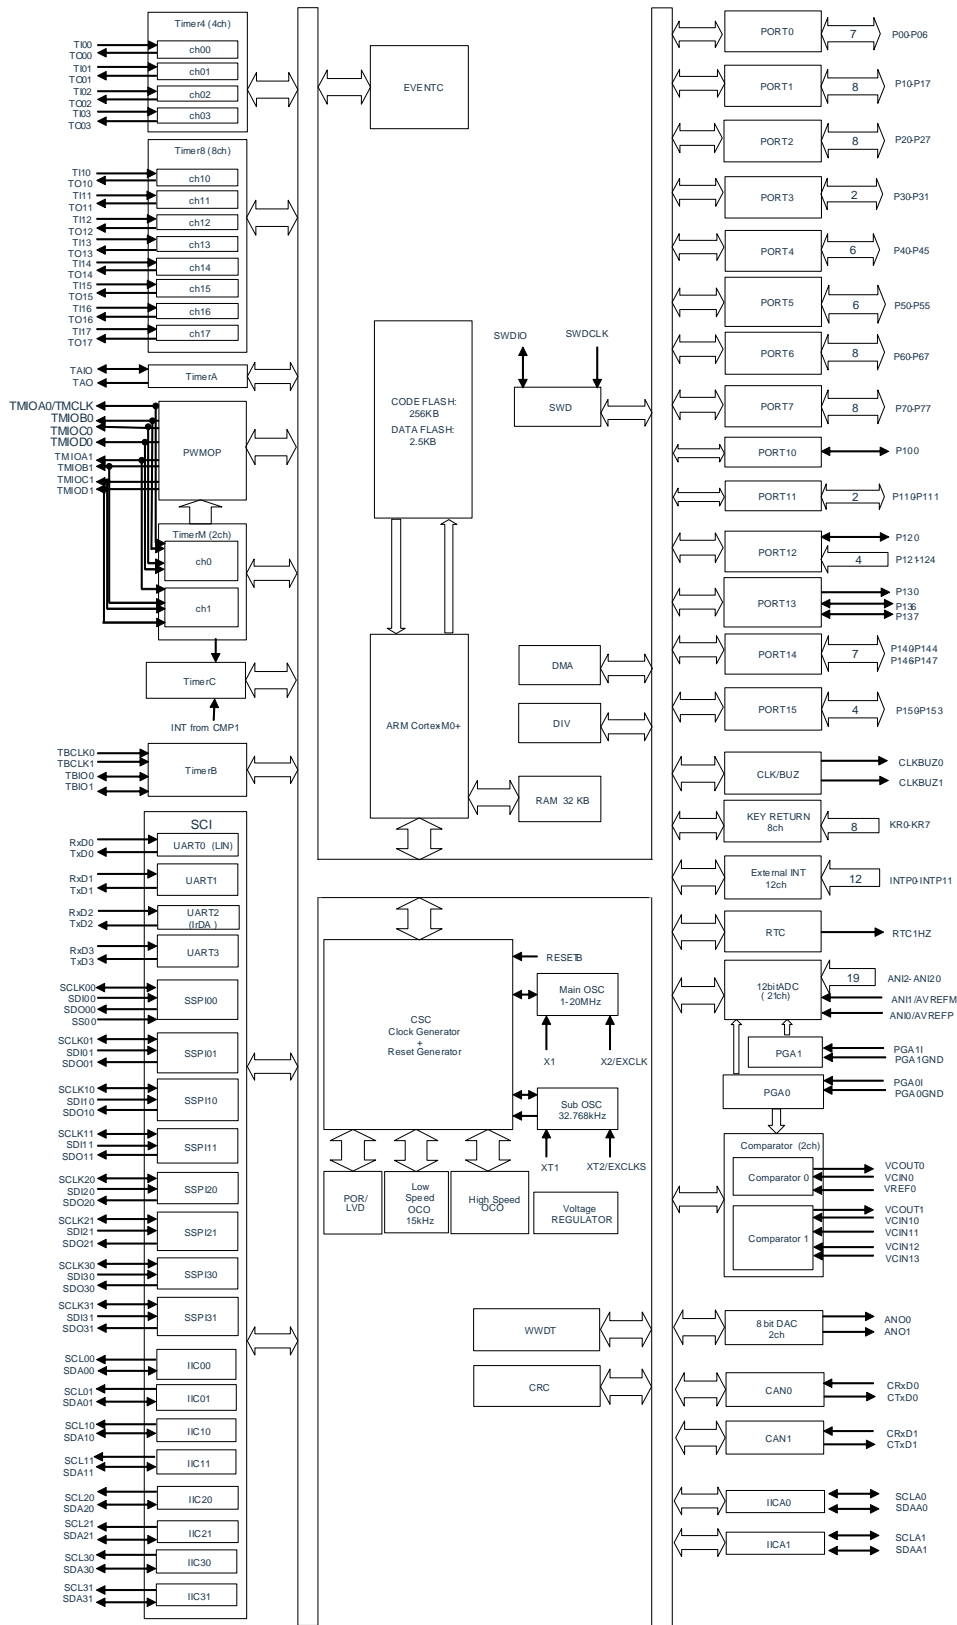 Timer4 (4ch)
TI00
TO00
ch00
TI01
TO01
ch01
TI02
TO02
ch02
TI03
TO03
ch03
Timer8 (8ch)
TI10
TO10
ch10
TI11
TO11
ch11
TI12
TO12
ch12
TI13
TO13
ch13
TI14
TO14
ch14
TI15
TO15
ch15
TI16
TO16
ch16
TI17
TO17
ch17
TAIO
TAO
TimerA
TMIOA0/TMCLK
TMIOB0
TMIOC0
TMIOD0
TMIOA1
TMIOB1
TMIOC1
TMIOD1
PWMOP
TimerM (2ch)
ch0
ch1
TimerC
INT from CMP1
TBCLK0
TBCLK1
TBIO0
TBIO1
TimerB
SCI
RxD0
TxD0
UART0 (LIN)
RxD1
TxD1
UART1
RxD2
TxD2
UART2
(IrDA )
RxD3
TxD3
UART3
SCLK00
SDI00
SDO00
SS00
SSPI00
SCLK01
SDI01
SDO01
SSPI01
SCLK10
SDI10
SDO10
SSPI10
SCLK11
SDI11
SDO11
SSPI11
SCLK20
SDI20
SDO20
SSPI20
SCLK21
SDI21
SDO21
SSPI21
SCLK30
SDI30
SDO30
SSPI30
SCLK31
SDI31
SDO31
SSPI31
SCL00
SDA00
IIC00
SCL01
SDA01
IIC01
SCL10
SDA10
IIC10
SCL11
SDA11
IIC11
SCL20
SDA20
IIC20
SCL21
SDA21
IIC21
SCL30
SDA30
IIC30
SCL31
SDA31
IIC31
EVENTC
CODE FLASH:
256KB
DATA FLASH:
2.5KB
SWDIO
SWDCLK
SWD
ARM CortexM0+
DMA
DIV
RAM 32 KB
CSC
Clock Generator
+
Reset Generator
RESETB
Main OSC
1-20MHz
X1
X2/EXCLK
Sub OSC
32.768kHz
XT1
XT2/EXCLKS
POR/
LVD
Low
Speed
OCO
15kHz
High Speed
OCO
Voltage
REGULATOR
WWDT
CRC
PORT0
7
P00-P06
PORT1
8
P10-P17
PORT2
8
P20-P27
PORT3
2
P30-P31
PORT4
6
P40-P45
PORT5
6
P50-P55
PORT6
8
P60-P67
PORT7
8
P70-P77
PORT10
P100
PORT11
2
P110-P111
PORT12
P120
4
P121-124
PORT13
P130
P136
P137
PORT14
7
P140-P144
P146-P147
PORT15
4
P150-P153
CLK/BUZ
CLKBUZ0
CLKBUZ1
KEY RETURN
8ch
8
KR0-KR7
External INT
12ch
12
INTP0-INTP11
RTC
RTC1HZ
12bitADC
(21ch)
19
ANI2-ANI20
ANI1/AVREFM
ANI0/AVREFP
PGA1
PGA1I
PGA1GND
PGA0
PGA0I
PGA0GND
Comparator (2ch)
Comparator 0
VCOUT0
VCIN0
VREF0
Comparator 1
VCOUT1
VCIN10
VCIN11
VCIN12
VCIN13
8 bit DAC
2ch
ANO0
ANO1
CAN0
CRxD0
CTxD0
CAN1
CRxD1
CTxD1
IICA0
SCLA0
SDAA0
IICA1
SCLA1
SDAA1